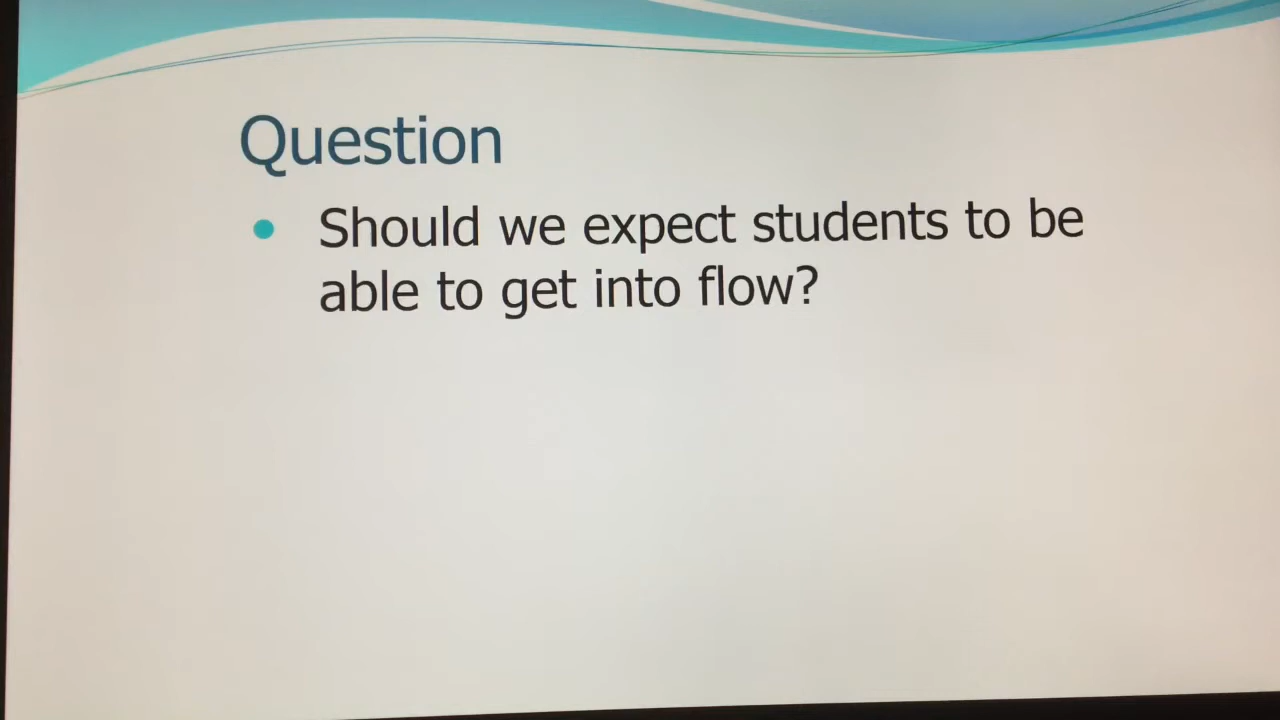 Question
• Should we expect students to be
able to get into flow?